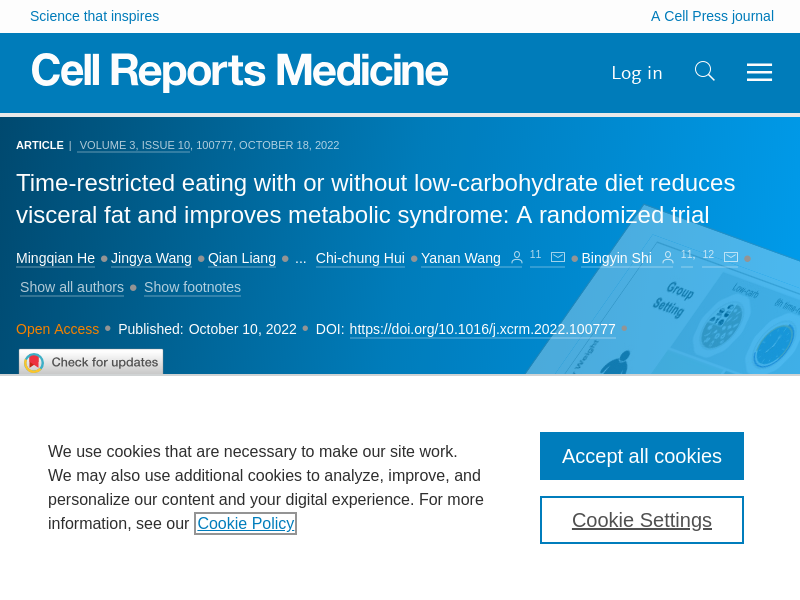 Science that inspires
A Cell Press journal
Cell Reports Medicine
Log in
ARTICLE | VOLUME 3, ISSUE 10, 100777, OCTOBER 18, 2022
Time-restricted eating with or without low-carbohydrate diet reduces
visceral fat and improves metabolic syndrome: A randomized trial
Mingqian He • Jingya Wang • Qian Liang • ... Chi-chung Hui • Yanan Wang 11 • Bingyin Shi 11, 12 •
Show all authors • Show footnotes
Open Access • Published: October 10, 2022 • DOI: https://doi.org/10.1016/j.xcrm.2022.100777 •
Check for updates
Group
Setting
Low-carb
Weight
We use cookies that are necessary to make our site work.
We may also use additional cookies to analyze, improve, and
personalize our content and your digital experience. For more
information, see our Cookie Policy
Accept all cookies
Cookie Settings